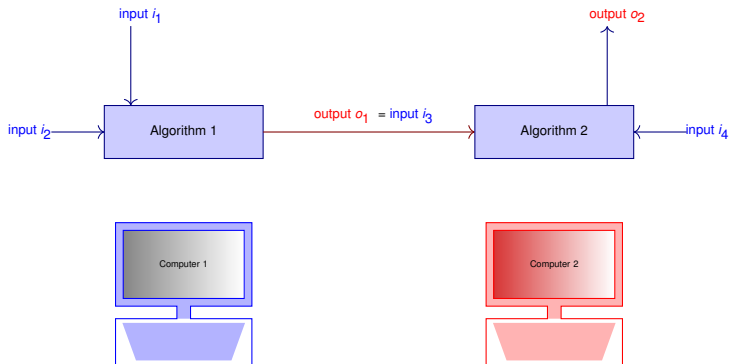 input i1
output o2
input i2
Algorithm 1
output o1 = input i3
Algorithm 2
input i4
Computer 1
Computer 2